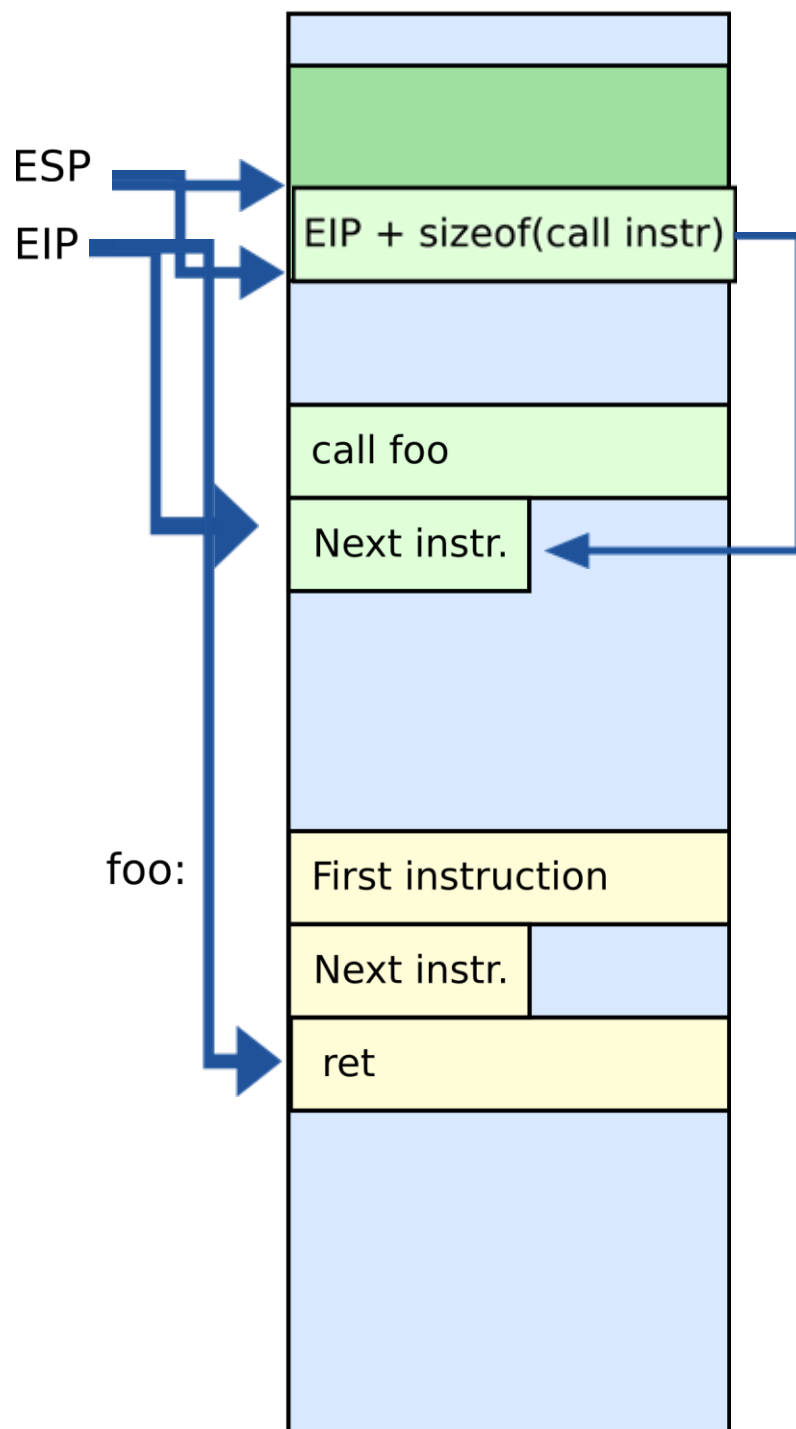 ESP
EIP
EIP + sizeof(call instr)
call foo
Next instr.
foo:
First instruction
Next instr.
ret